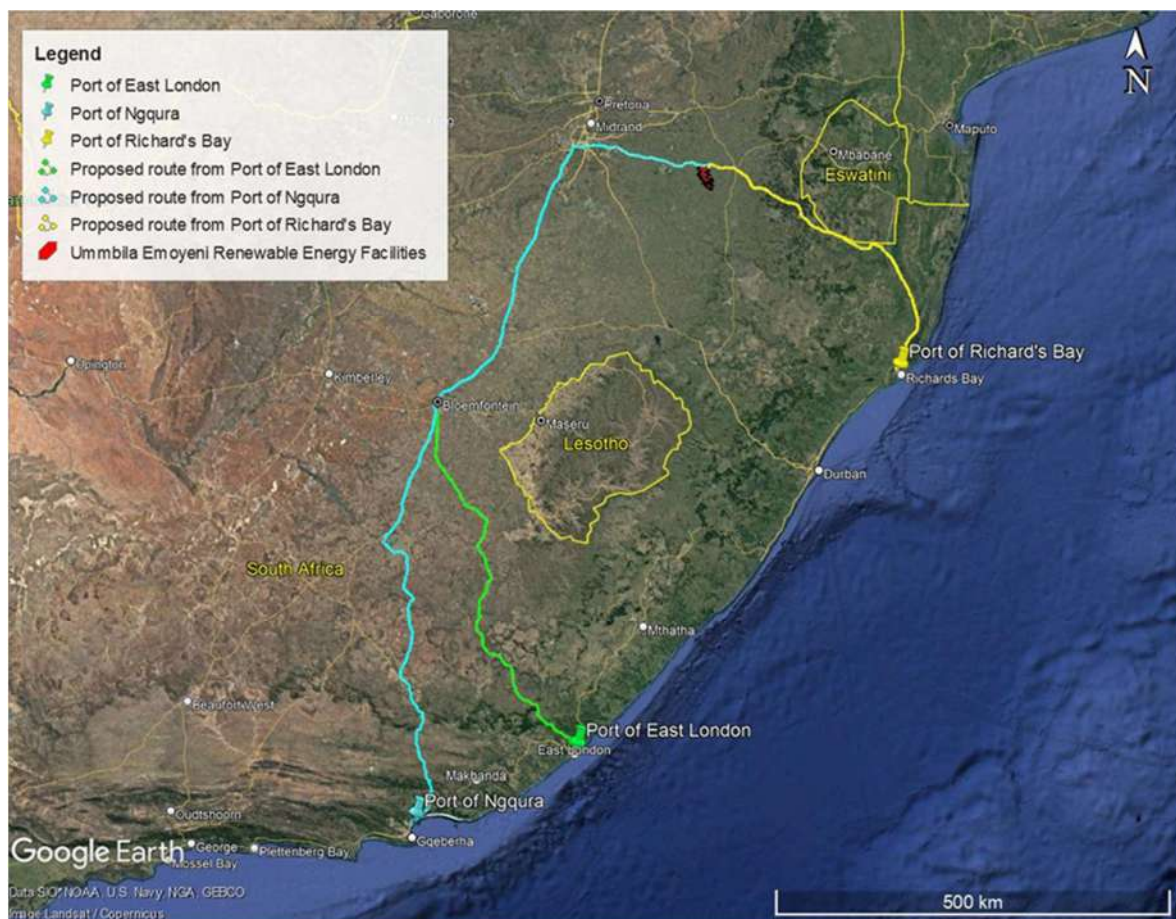 Gaborone
Legend
Port of East London
Port of Ngqura
Port of Richard's Bay
Proposed route from Port of East London
Proposed route from Port of Ngqura
Proposed route from Port of Richard's Bay
Ummbila Emoyeni Renewable Energy Facilities
N
Pretoria
Midrand
Maputo
Mbabane
Eswatini
Port of Richard's Bay
Richards Bay
Upington
Kimberley
Bloemfontein
Maseru
Lesotho
Durban
South Africa
Mthatha
Beaufort West
Port of East London
East London
Makhanda
Port of Ngqura
Oudtshoorn
Gqeberha
George
Plettenberg Bay
Mossel Bay
Google Earth
Data SIO, NOAA, U.S. Navy, NGA, GEBCO
Image Landsat / Copernicus
500 km